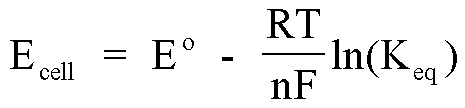 E_cell = E° - RT/nF ln(K_eq)